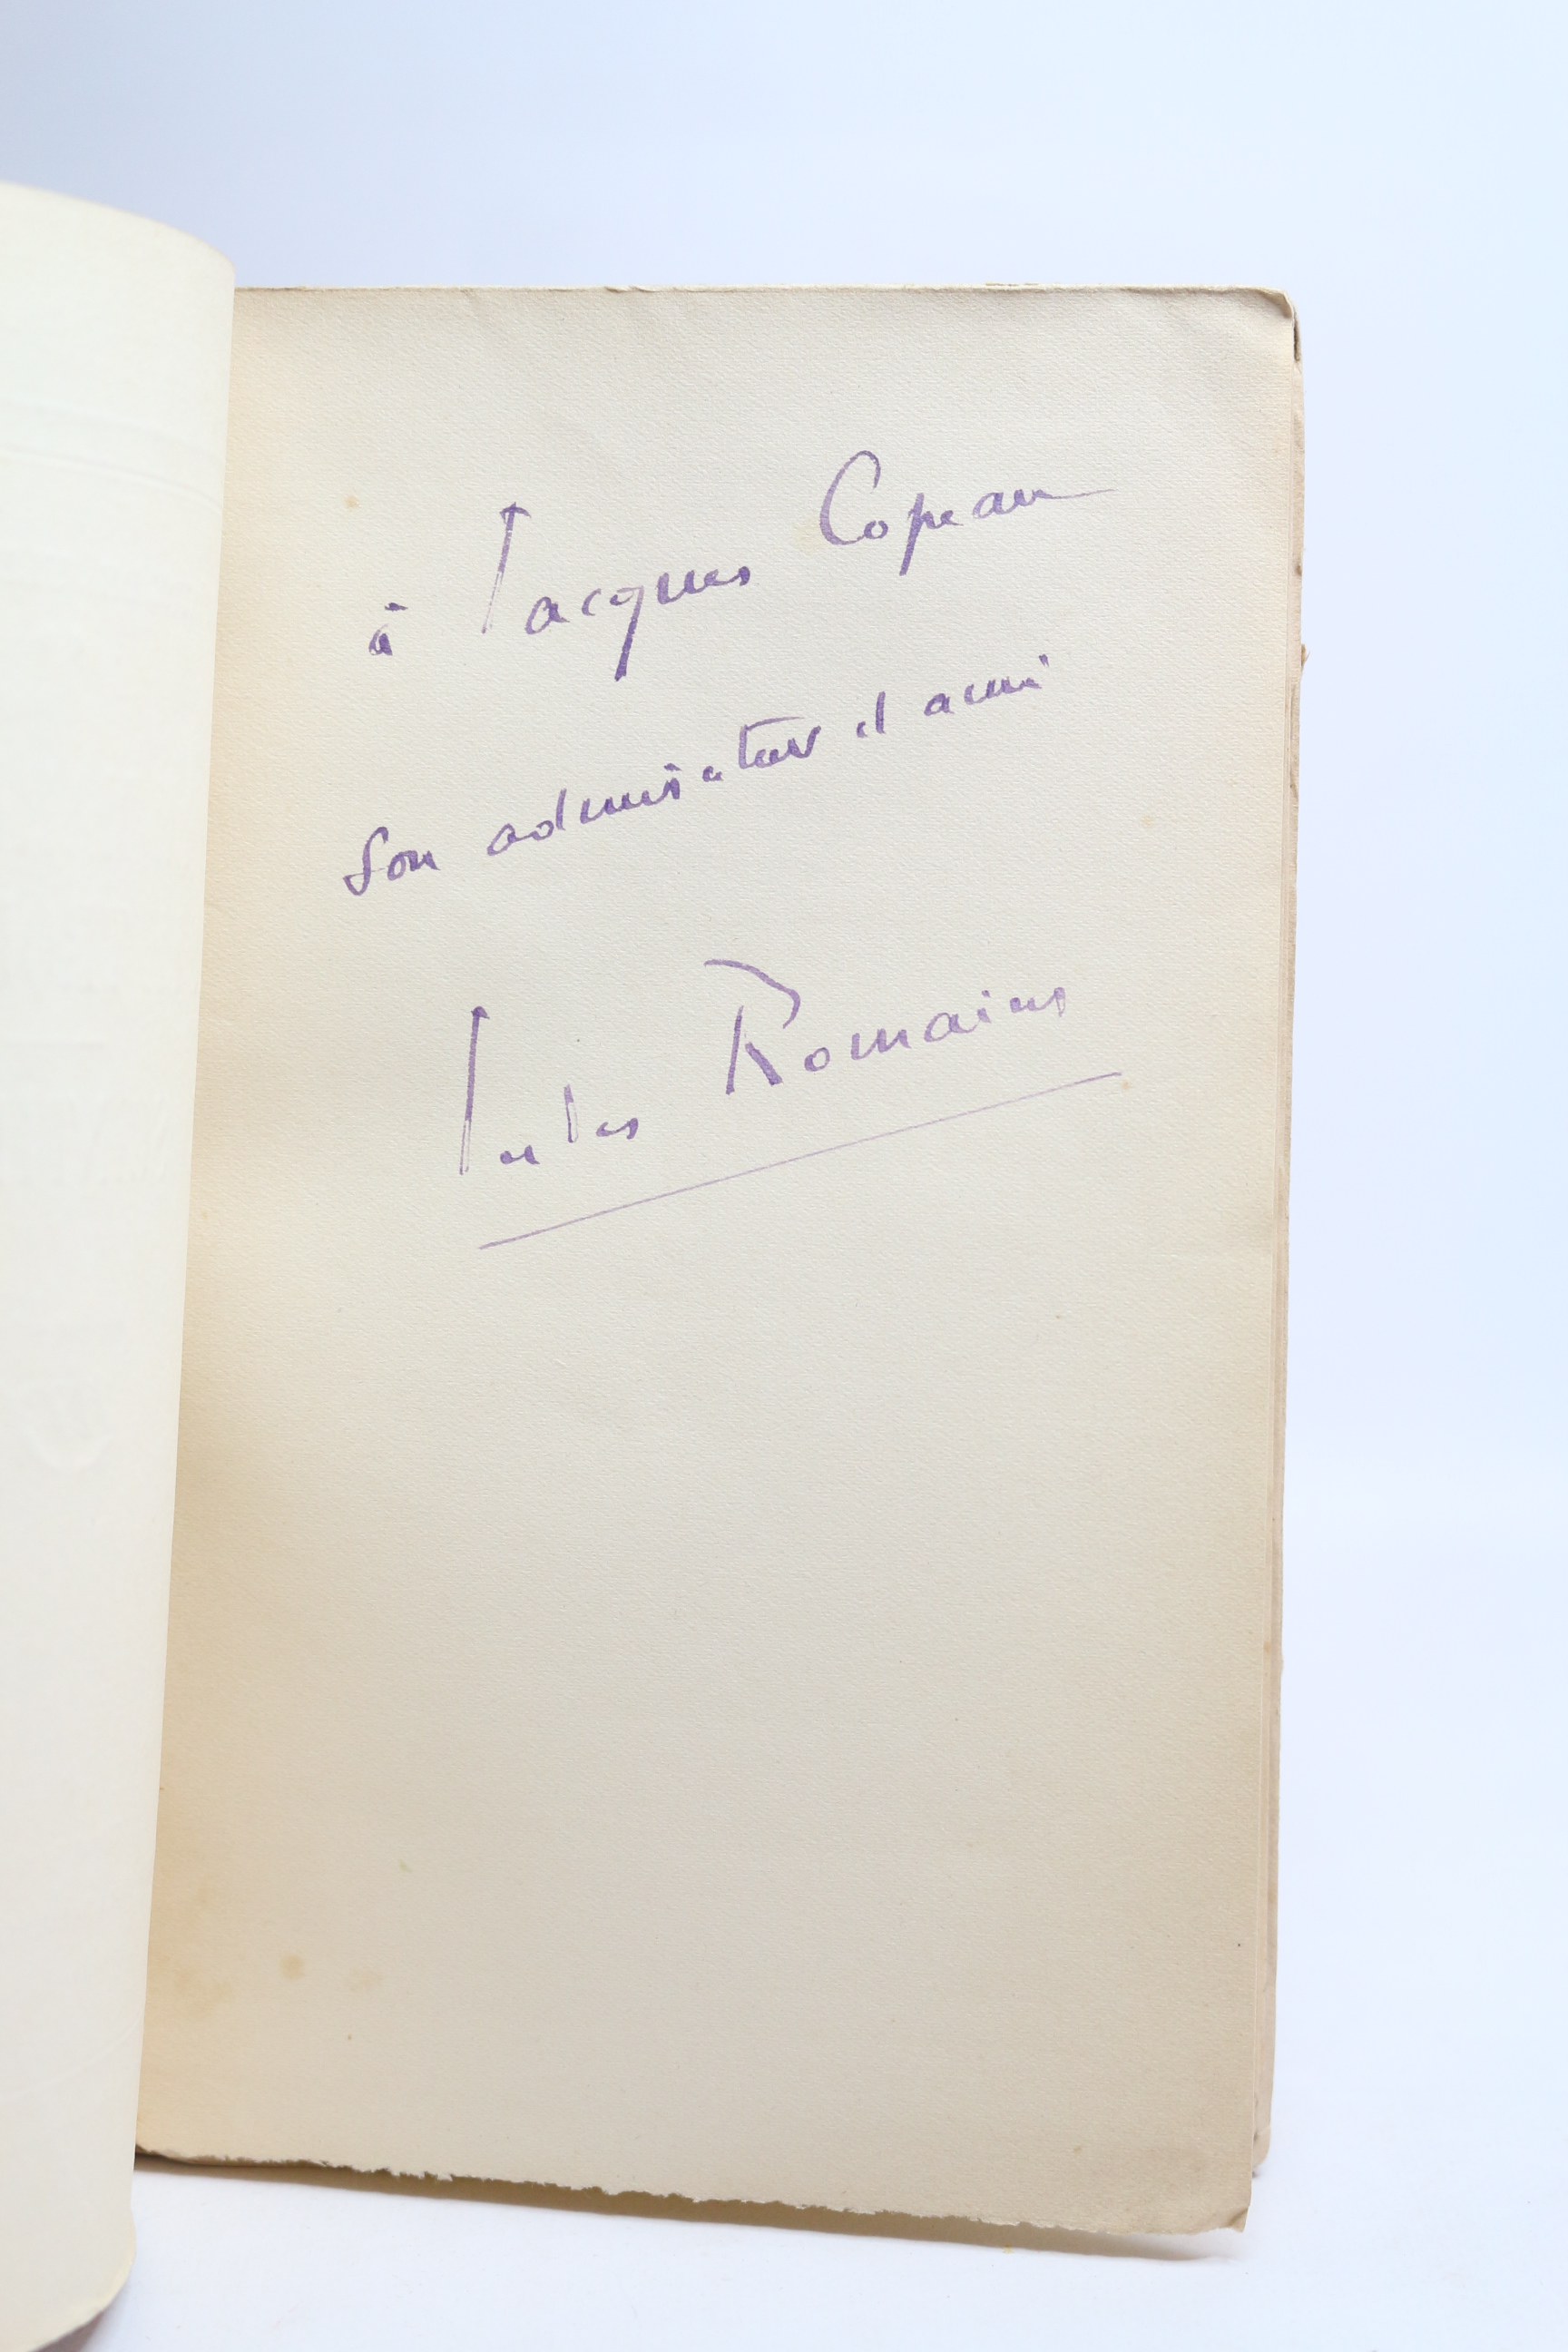 à Jacques Copeau
son admirateur et ami
Jules Romains